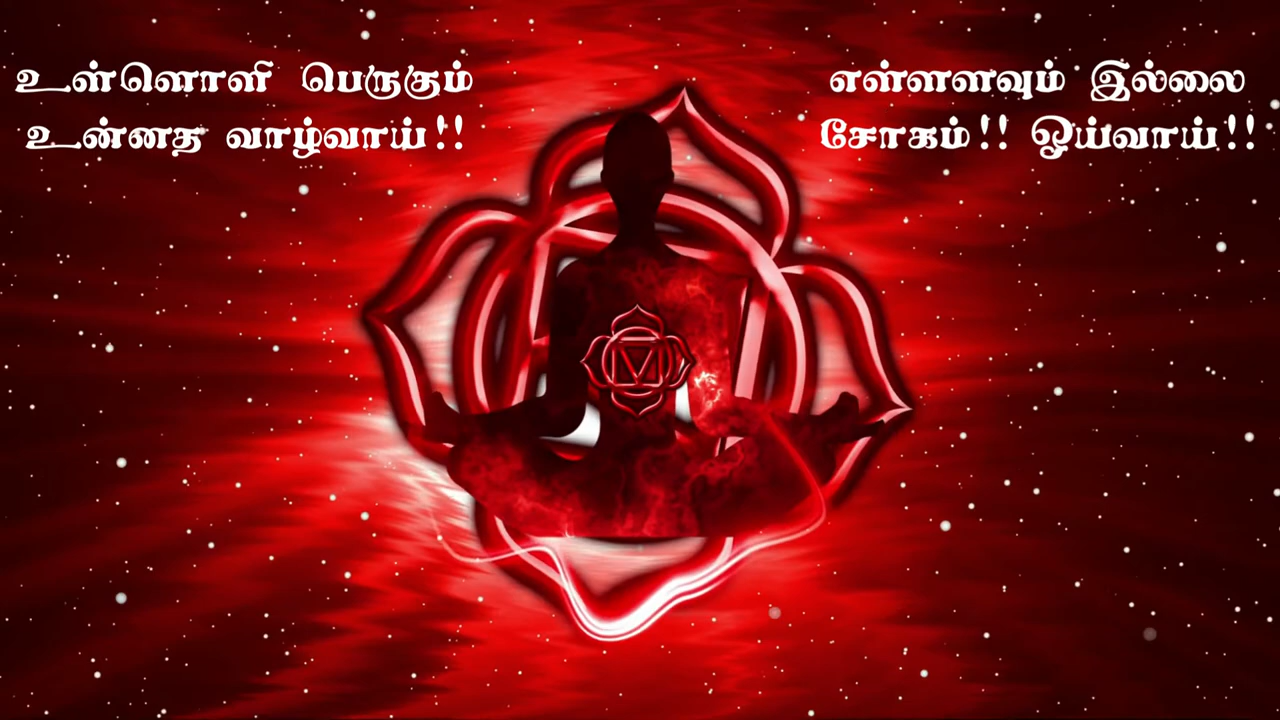 உள்ளொளி பெருகும்
உன்னத வாழ்வாய்!!
எள்ளளவும் இல்லை
சோகம்!! ஓய்வாய்!!